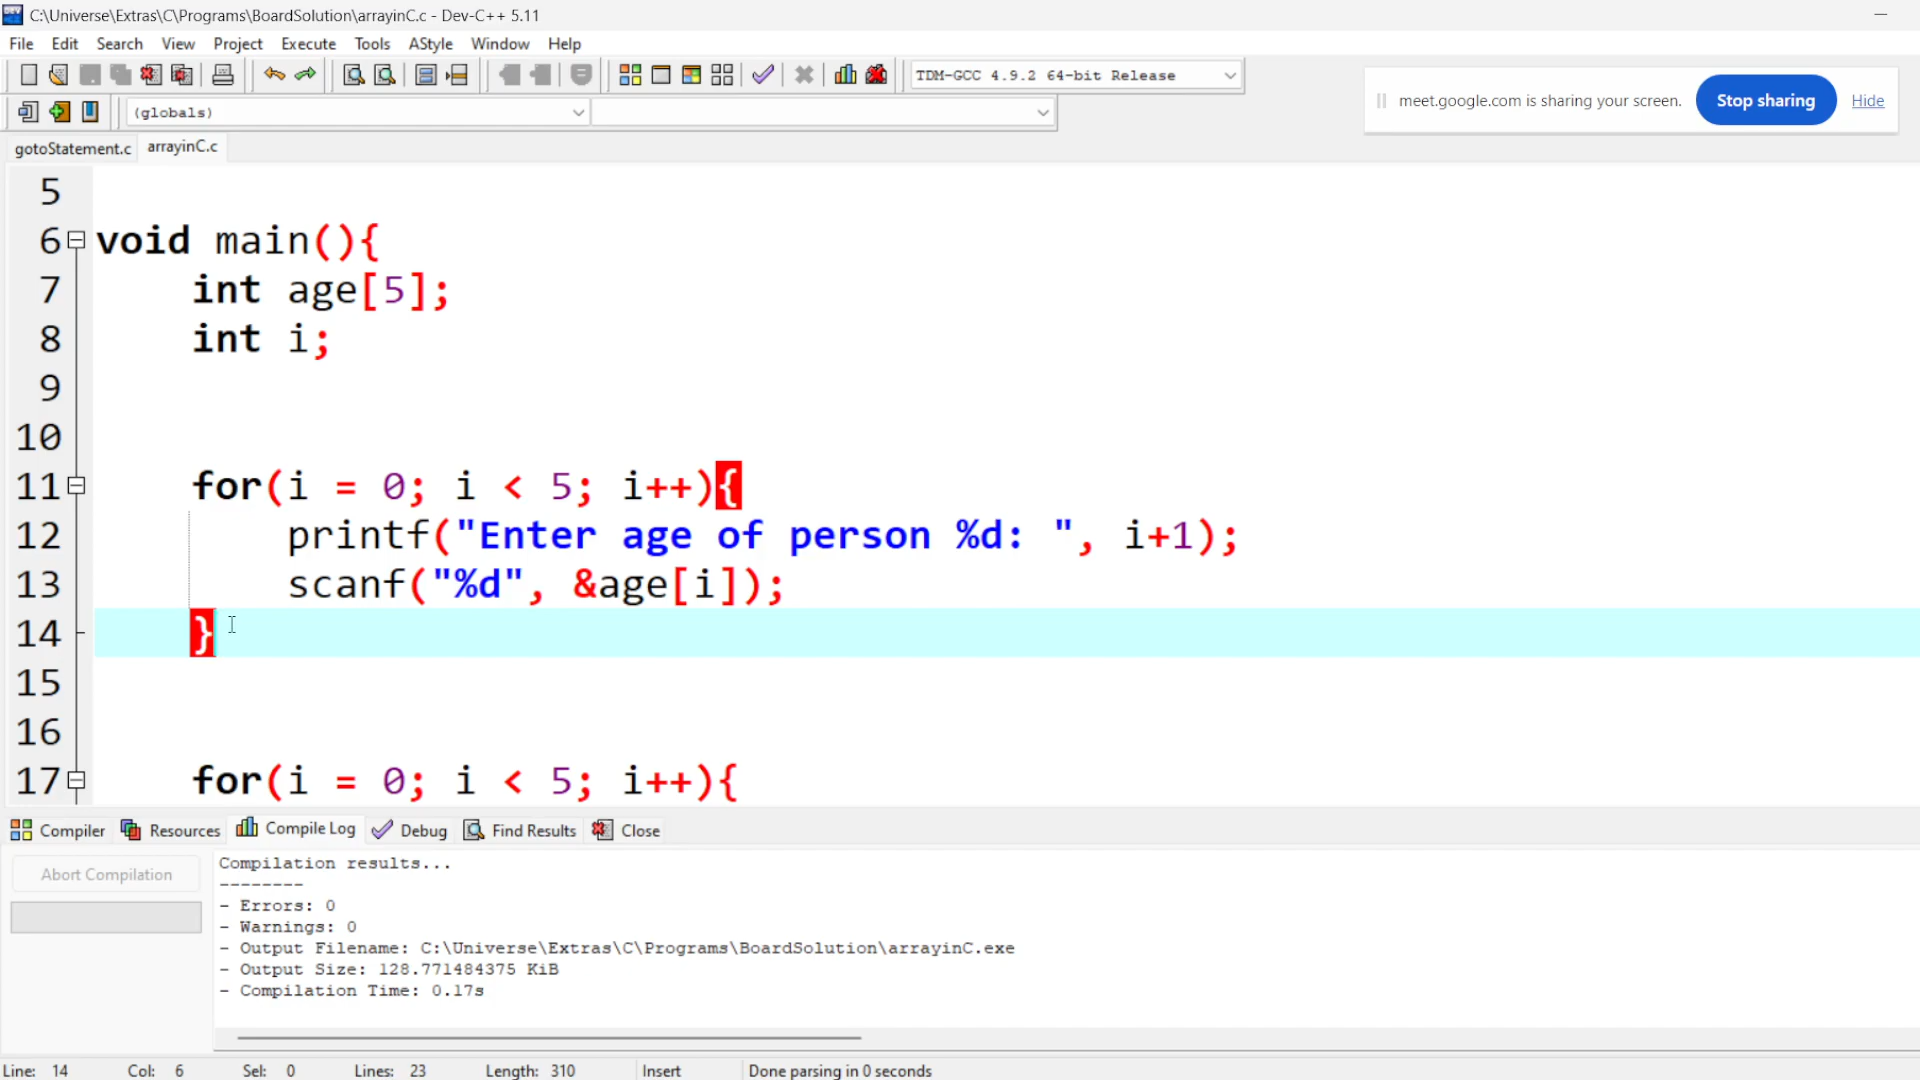 C:\Universe\Extras\C\Programs\BoardSolution\arrayinC.c - Dev-C++ 5.11
File Edit Search View Project Execute Tools AStyle Window Help
TDM-GCC 4.9.2 64-bit Release
meet.google.com is sharing your screen. Stop sharing Hide
(globals)
gotoStatement.c arrayinC.c
5
6 void main(){
7 int age[5];
8 int i;
9
10
11 for(i = 0; i < 5; i++){
12 printf("Enter age of person %d: ", i+1);
13 scanf("%d", &age[i]);
14 }
15
16
17 for(i = 0; i < 5; i++){
Compiler Resources Compile Log Debug Find Results Close
Abort Compilation
Compilation results...
--------
- Errors: 0
- Warnings: 0
- Output Filename: C:\Universe\Extras\C\Programs\BoardSolution\arrayinC.exe
- Output Size: 128.771484375 KiB
- Compilation Time: 0.17s
Line: 14 Col: 6 Sel: 0 Lines: 23 Length: 310 Insert Done parsing in 0 seconds